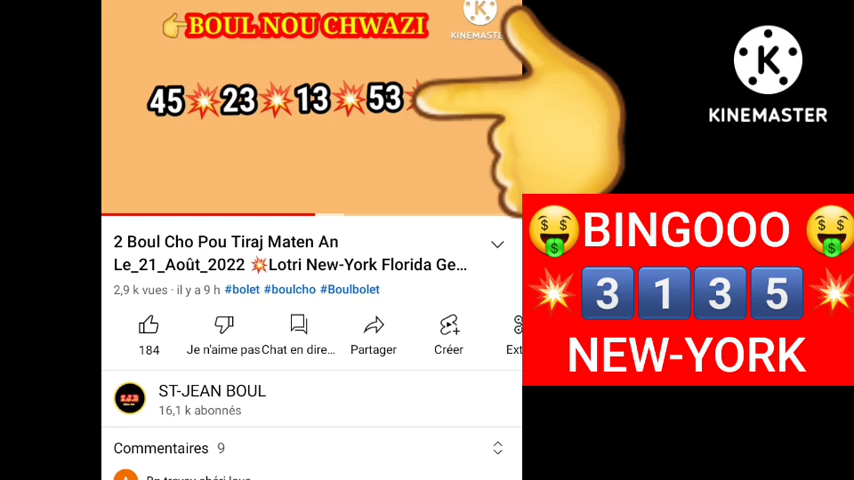 👉BOUL NOU CHWAZI
KINEMASTE
45💥23💥13💥53
KINEMASTER
🤑BINGOOO 🤑
💥3️⃣1️⃣3️⃣5️⃣💥
NEW-YORK
2 Boul Cho Pou Tiraj Maten An
Le_21_Août_2022 💥Lotri New-York Florida Ge...
2,9 k vues · il y a 9 h #bolet #boulcho #Boulbolet
184 Je n'aime pas Chat en dire... Partager Créer Ext
ST-JEAN BOUL
16,1 k abonnés
Commentaires 9